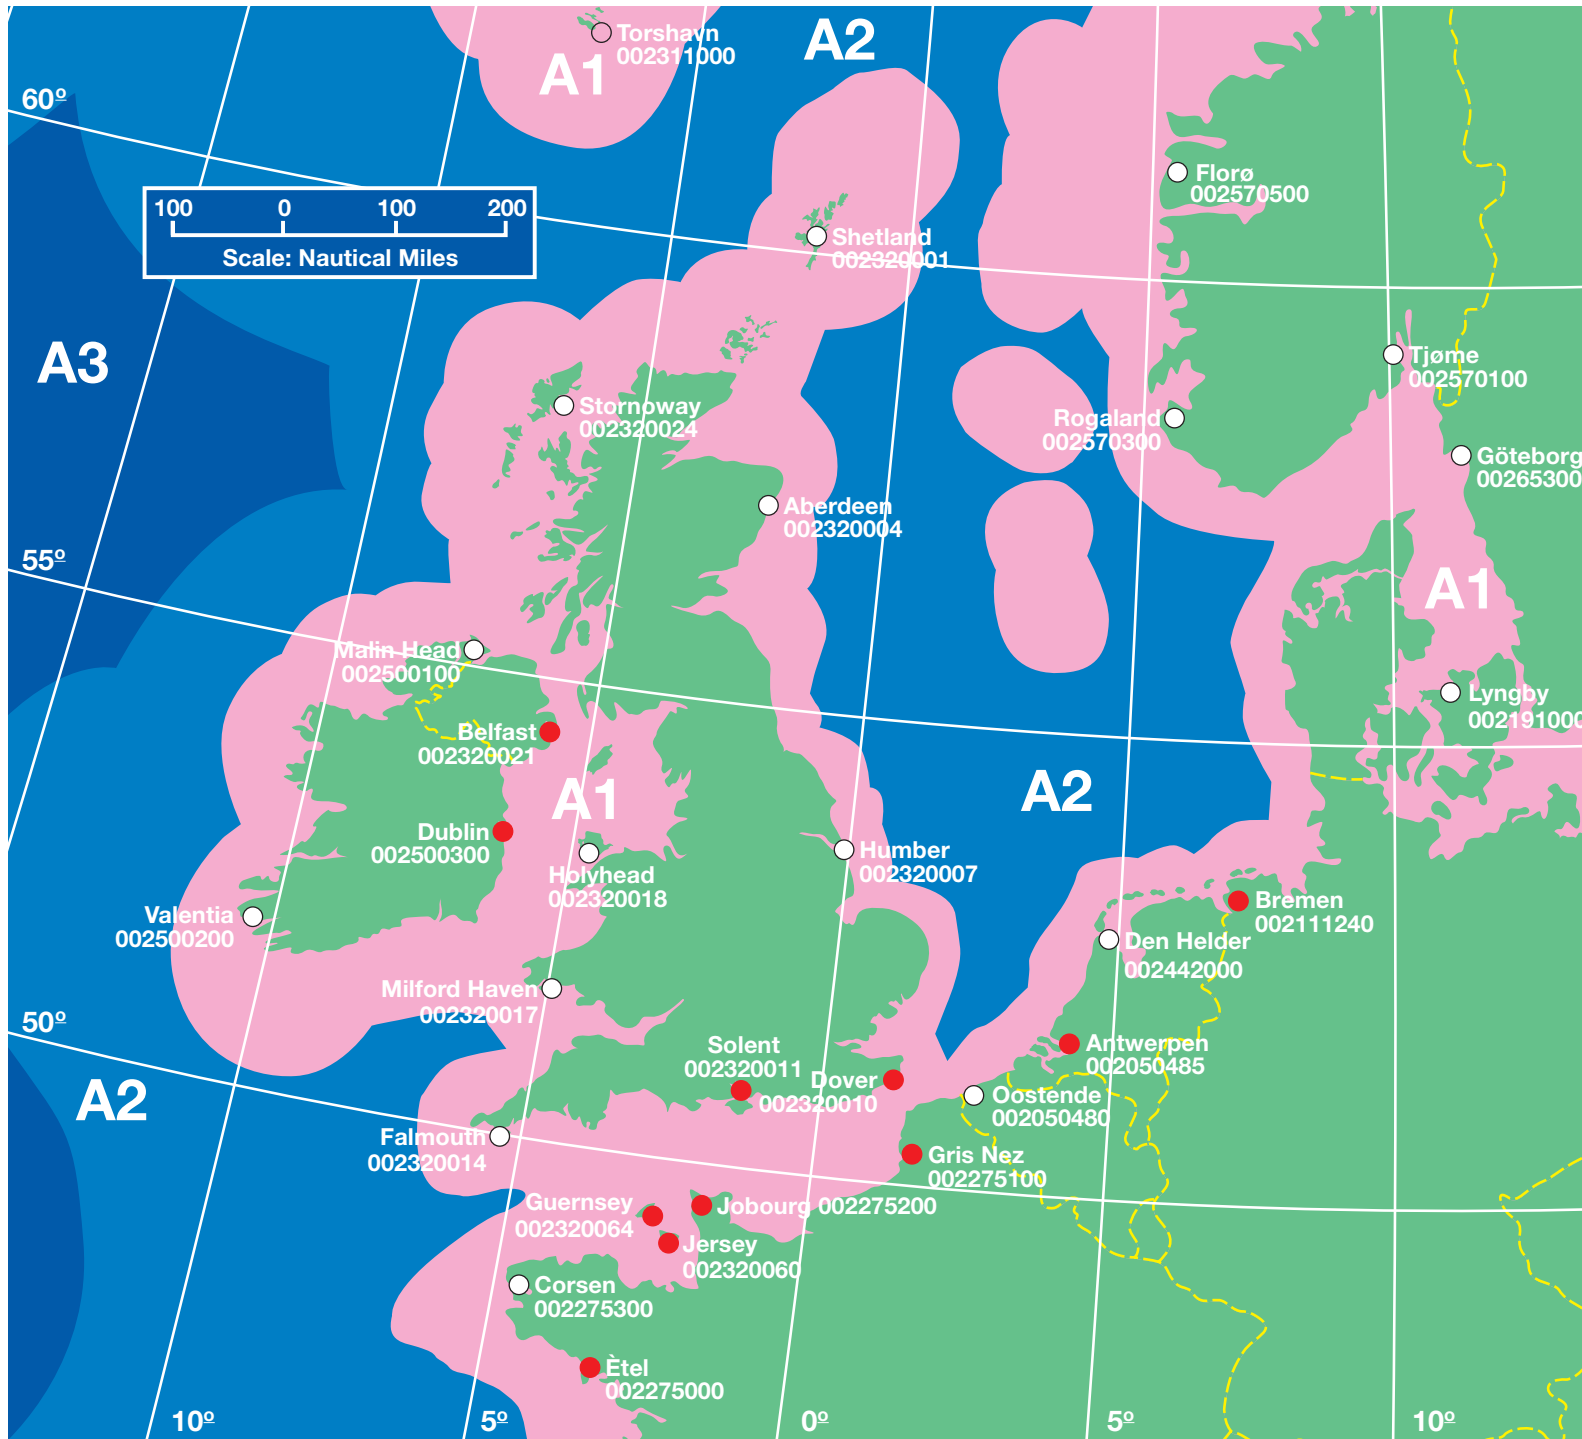 Torshavn
002311000
A2
A1
60º
Florø
002570500
100 0 100 200
Scale: Nautical Miles
Shetland
002320001
A3
Tjøme
002570100
Stornoway
002320024
Rogaland
002570300
Göteborg
00265300
Aberdeen
002320004
55º
A1
Malin Head
002500100
Lyngby
002191000
Belfast
002320021
A1
A2
Dublin
002500300
Humber
002320007
Holyhead
002320018
Bremen
002111240
Valentia
002500200
Den Helder
002442000
Milford Haven
002320017
50º
Solent
002320011
Antwerpen
002050485
Dover
002320010
A2
Oostende
002050480
Falmouth
002320014
Gris Nez
002275100
Guernsey
002320064
Jobourg 002275200
Jersey
002320060
Corsen
002275300
Ètel
002275000
10º 5º 0º 5º 10º